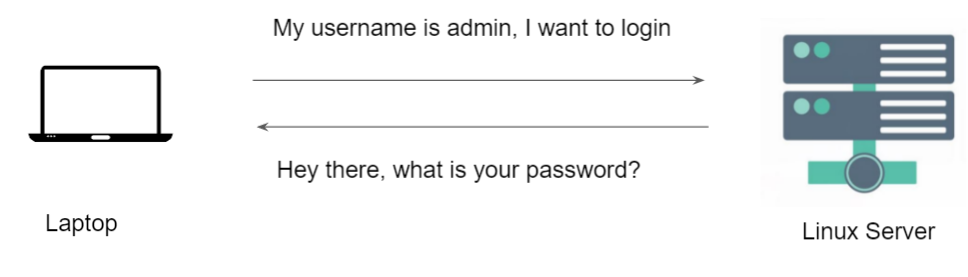 My username is admin, I want to login
Hey there, what is your password?
Laptop
Linux Server